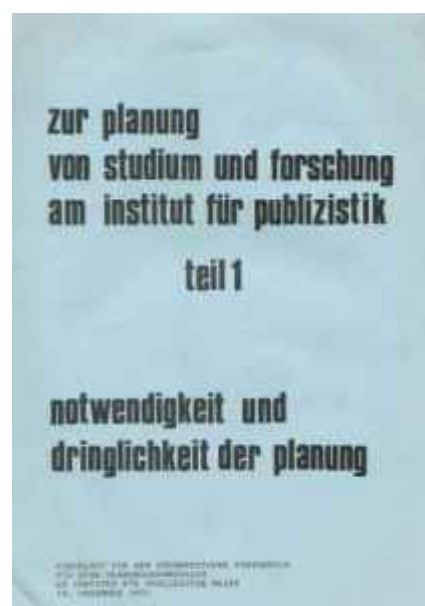 zur planung
von studium und forschung
am institut für publizistik
teil 1
notwendigkeit und
dringlichkeit der planung